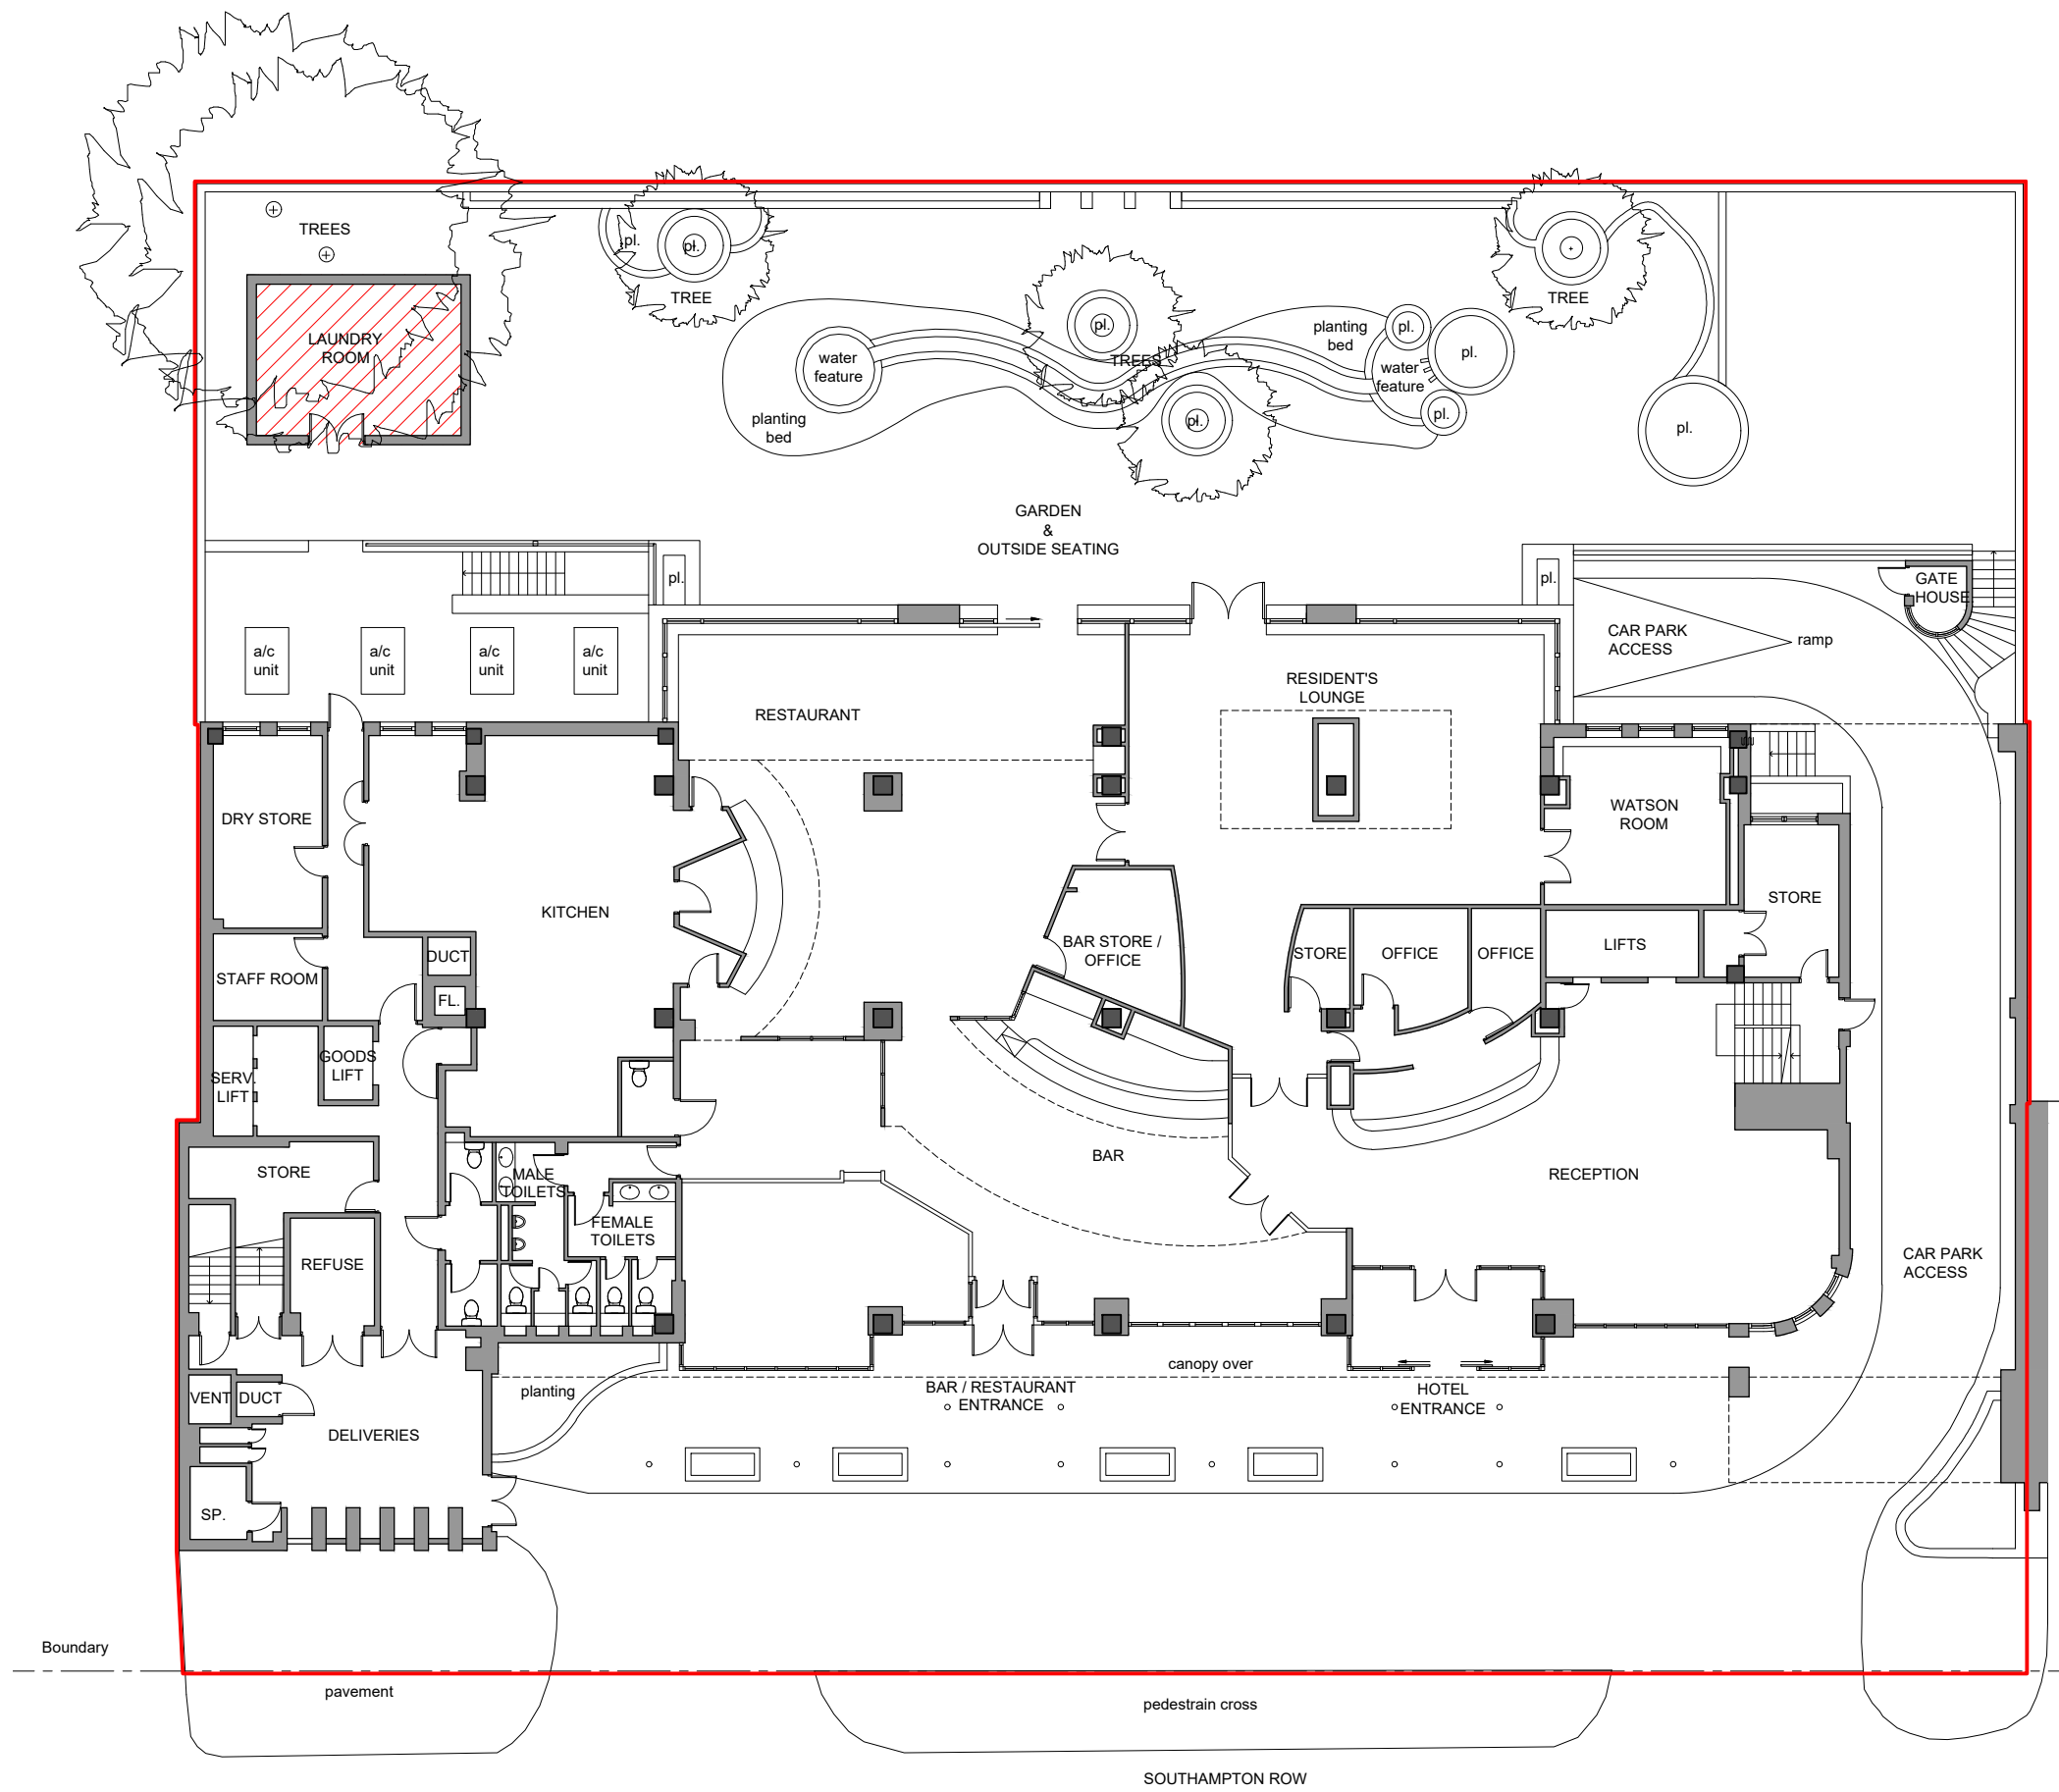 TREES
pl.
pl.
TREE
TREE
LAUNDRY
ROOM
water
feature
pl.
TREES
planting
bed
pl.
pl.
water
feature
pl.
planting
bed
pl.
pl.
GARDEN
&
OUTSIDE SEATING
pl.
pl.
GATE
HOUSE
a/c
unit
a/c
unit
a/c
unit
a/c
unit
CAR PARK
ACCESS
ramp
RESTAURANT
RESIDENT'S
LOUNGE
DRY STORE
WATSON
ROOM
KITCHEN
STORE
BAR STORE /
OFFICE
STORE
OFFICE
OFFICE
LIFTS
DUCT
STAFF ROOM
FL.
GOODS
LIFT
SERV.
LIFT
STORE
MALE
TOILETS
BAR
RECEPTION
FEMALE
TOILETS
REFUSE
CAR PARK
ACCESS
VENT
DUCT
planting
canopy over
BAR / RESTAURANT
ENTRANCE
HOTEL
ENTRANCE
DELIVERIES
SP.
Boundary
pavement
pedestrain cross
SOUTHAMPTON ROW